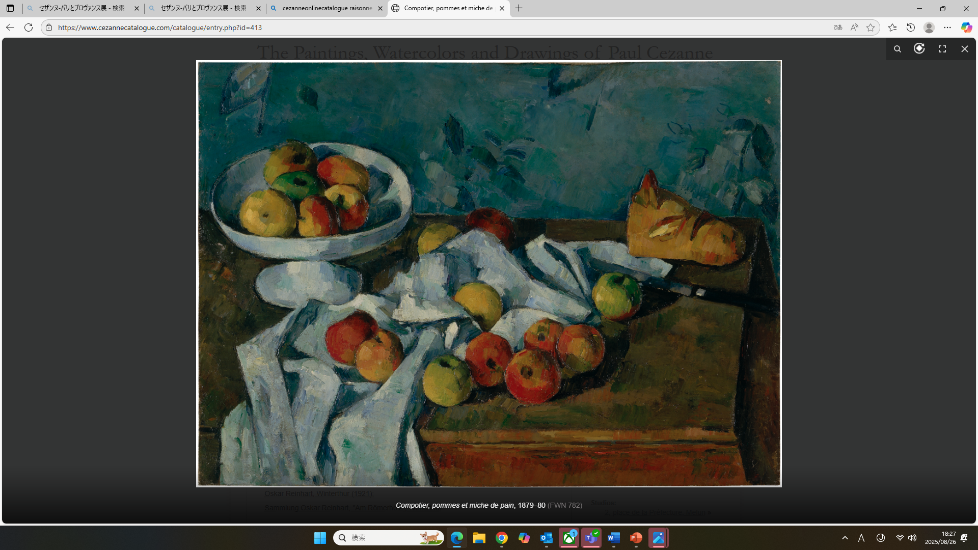 セザンヌ・パリとプロヴァンス展 - 検索
セザンヌ・パリとプロヴァンス展 - 検索
cezanneonlinecatalogue raisonne
Compotier, pommes et miche de
https://www.cezannecatalogue.com/catalogue/entry.php?id=413
The Paintings, Watercolors and Drawings of Paul Cezanne
Compotier, pommes et miche de pain, 1879–80 (FWN 782)
検索
18:27
2025/08/26